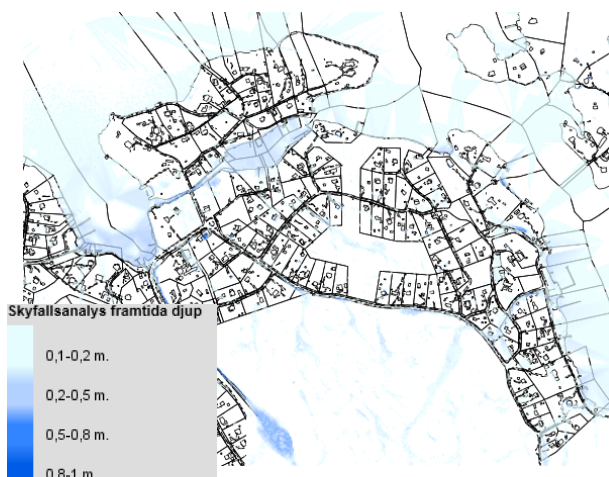 Skyfallsanalys framtida djup
0,1-0,2 m.
0,2-0,5 m.
0,5-0,8 m.
0,8-1 m